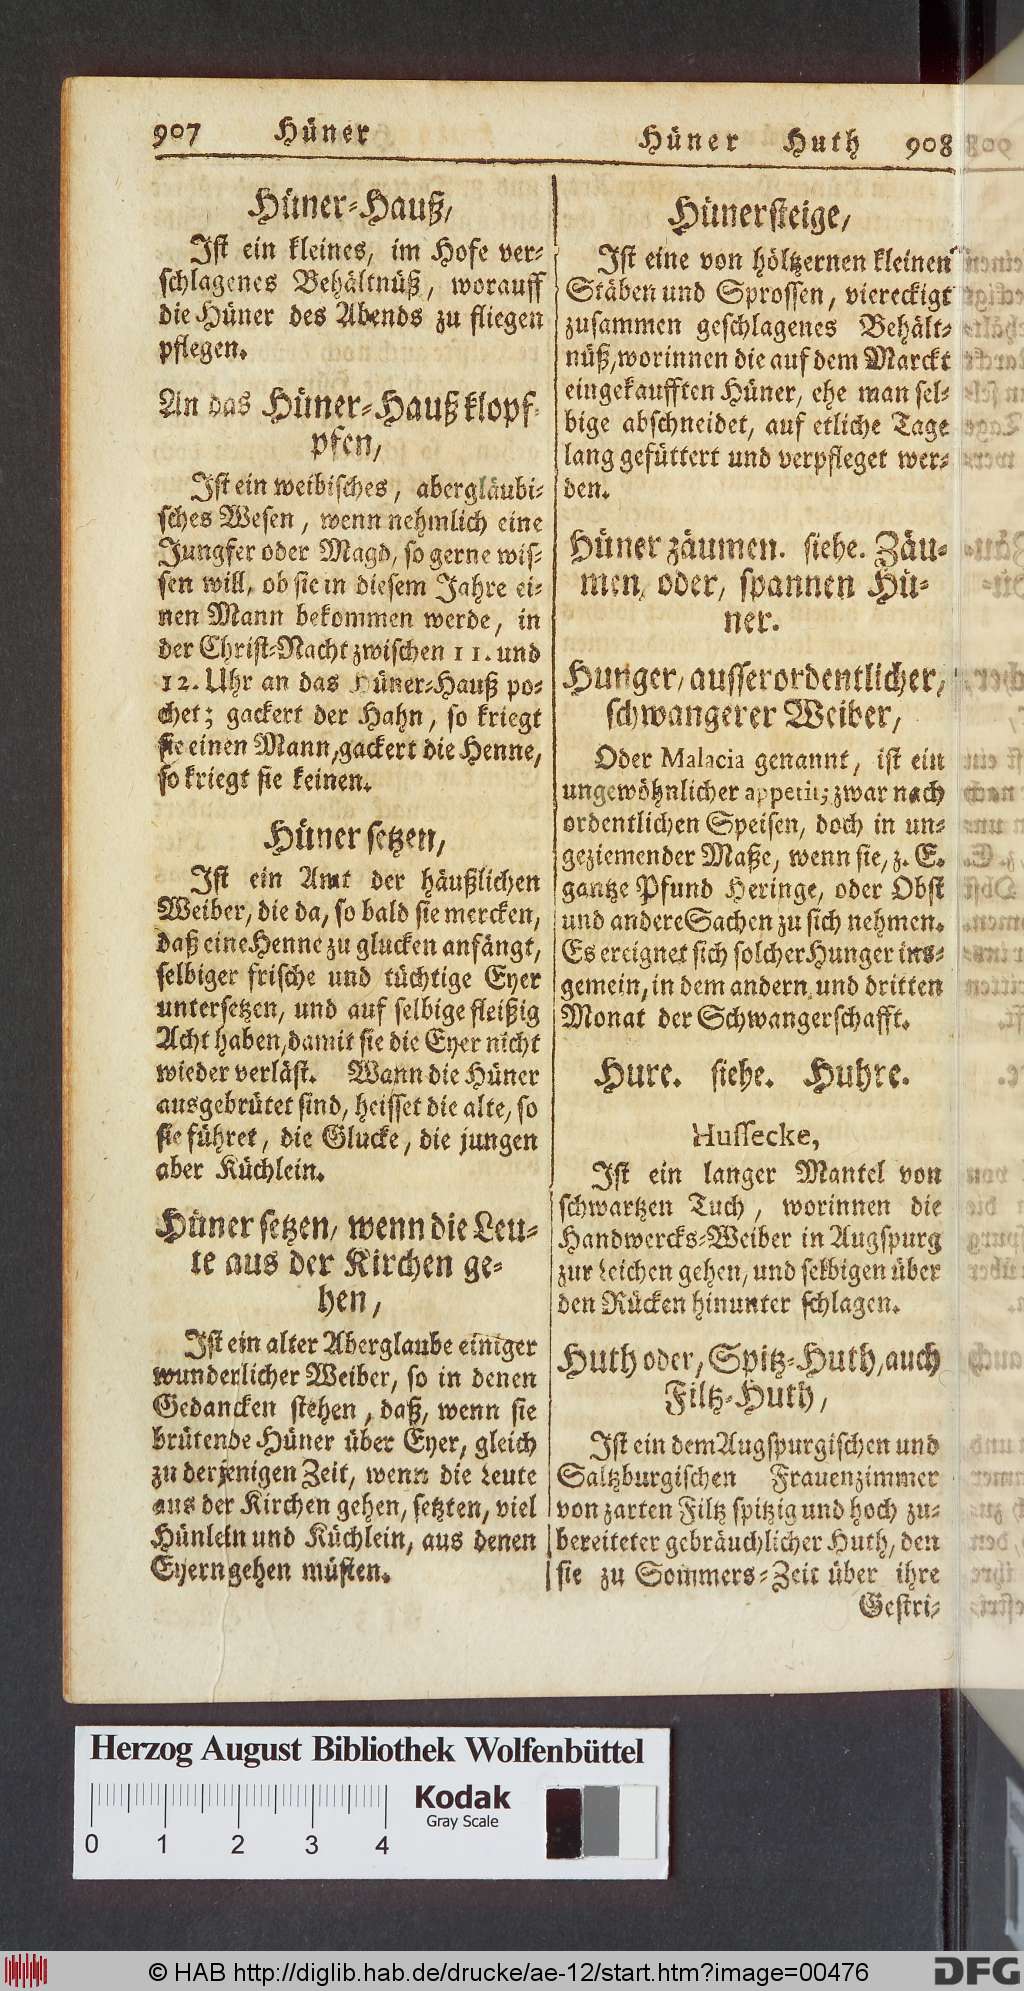 907 Hüner
Hüner Huth 908
Hüner-Hauß,
Ist ein kleines, im Hofe ver-
schlagenes Behältnüß, worauff
die Hüner des Abends zu fliegen
pflegen.
An das Hüner-Hauß klopf-
pfen,
Ist ein weibisches, abergläubi-
sches Wesen, wenn nehmlich eine
Jungfer oder Magd, so gerne wis-
sen will, ob sie in diesem Jahre ei-
nen Mann bekommen werde, in
der Christ-Nacht zwischen 11. und
12. Uhr an das Hüner-Hauß po-
chet; gackert der Hahn, so kriegt
sie einen Mann, gackert die Henne,
so kriegt sie keinen.
Hüner setzen,
Ist ein Amt der häußlichen
Weiber, die da, so bald sie mercken,
daß eine Henne zu glucken anfängt,
selbiger frische und tüchtige Eyer
untersetzen, und auf selbige fleißig
Acht haben, damit sie die Eyer nicht
wieder verläst. Wann die Hüner
ausgebrütet sind, heisset die alte, so
sie führet, die Glucke, die jungen
aber Küchlein.
Hüner setzen, wenn die Leu-
te aus der Kirchen ge-
hen,
Ist ein alter Aberglaube einiger
wunderlicher Weiber, so in denen
Gedancken stehen, daß, wenn sie
brütende Hüner über Eyer, gleich
zu derjenigen Zeit, wenn die Leute
aus der Kirchen gehen, setzten, viel
Hünlein und Küchlein, aus denen
Eyern gehen müsten.
Hünersteige,
Ist eine von höltzernen kleinen
Stäben und Sprossen, viereckigt
zusammen geschlagenes Behält-
nüß, worinnen die auf dem Marckt
eingekaufften Hüner, ehe man sel-
bige abschneidet, auf etliche Tage
lang gefüttert und verpfleget wer-
den.
Hüner zäumen. siehe. Zäu-
men, oder, spannen Hü-
ner.
Hunger, ausserordentlicher,
schwangerer Weiber,
Oder Malacia genannt, ist ein
ungewöhnlicher appetit; zwar nach
ordentlichen Speisen, doch in un-
geziemender Maße, wenn sie, z. E.
gantze Pfund Heringe, oder Obst
und andere Sachen zu sich nehmen.
Es ereignet sich solcher Hunger ins-
gemein, in dem andern und dritten
Monat der Schwangerschafft.
Hure. siehe. Huhre.
Hussecke,
Ist ein langer Mantel von
schwartzen Tuch, worinnen die
Handwercks-Weiber in Augspurg
zur Leichen gehen, und selbigen über
den Rücken hinunter schlagen.
Huth oder, Spitz-Huth, auch
Filtz-Huth,
Ist ein dem Augspurgischen und
Saltzburgischen Frauenzimmer
von zarten Filtz spitzig und hoch zu-
bereiteter gebräuchlicher Huth, den
sie zu Sommers-Zeit über ihre
Gestri-
Herzog August Bibliothek Wolfenbüttel
Kodak
Gray Scale
0 1 2 3 4
© HAB http://diglib.hab.de/drucke/ae-12/start.htm?image=00476
DFG